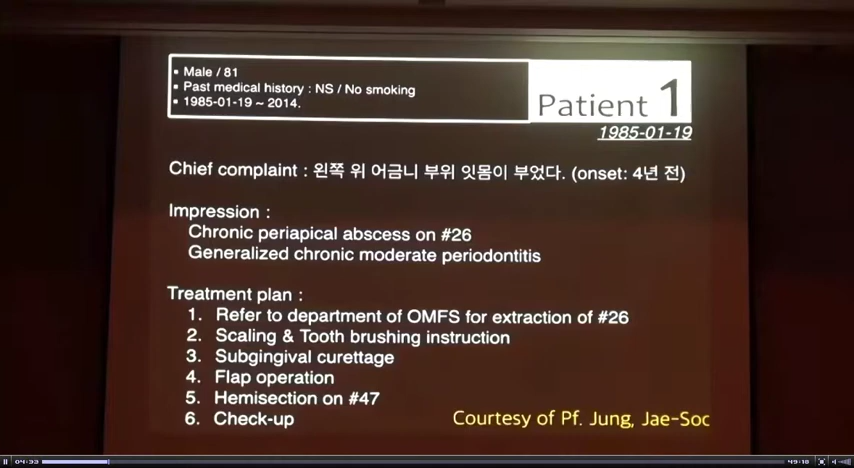 Male / 81
Past medical history : NS / No smoking
1985-01-19 ~ 2014.
Patient 1
1985-01-19
Chief complaint : 왼쪽 위 어금니 부위 잇몸이 부었다. (onset: 4년 전)
Impression :
Chronic periapical abscess on #26
Generalized chronic moderate periodontitis
Treatment plan :
1. Refer to department of OMFS for extraction of #26
2. Scaling & Tooth brushing instruction
3. Subgingival curettage
4. Flap operation
5. Hemisection on #47
6. Check-up
Courtesy of Pf. Jung, Jae-Soc
04:33
49:18